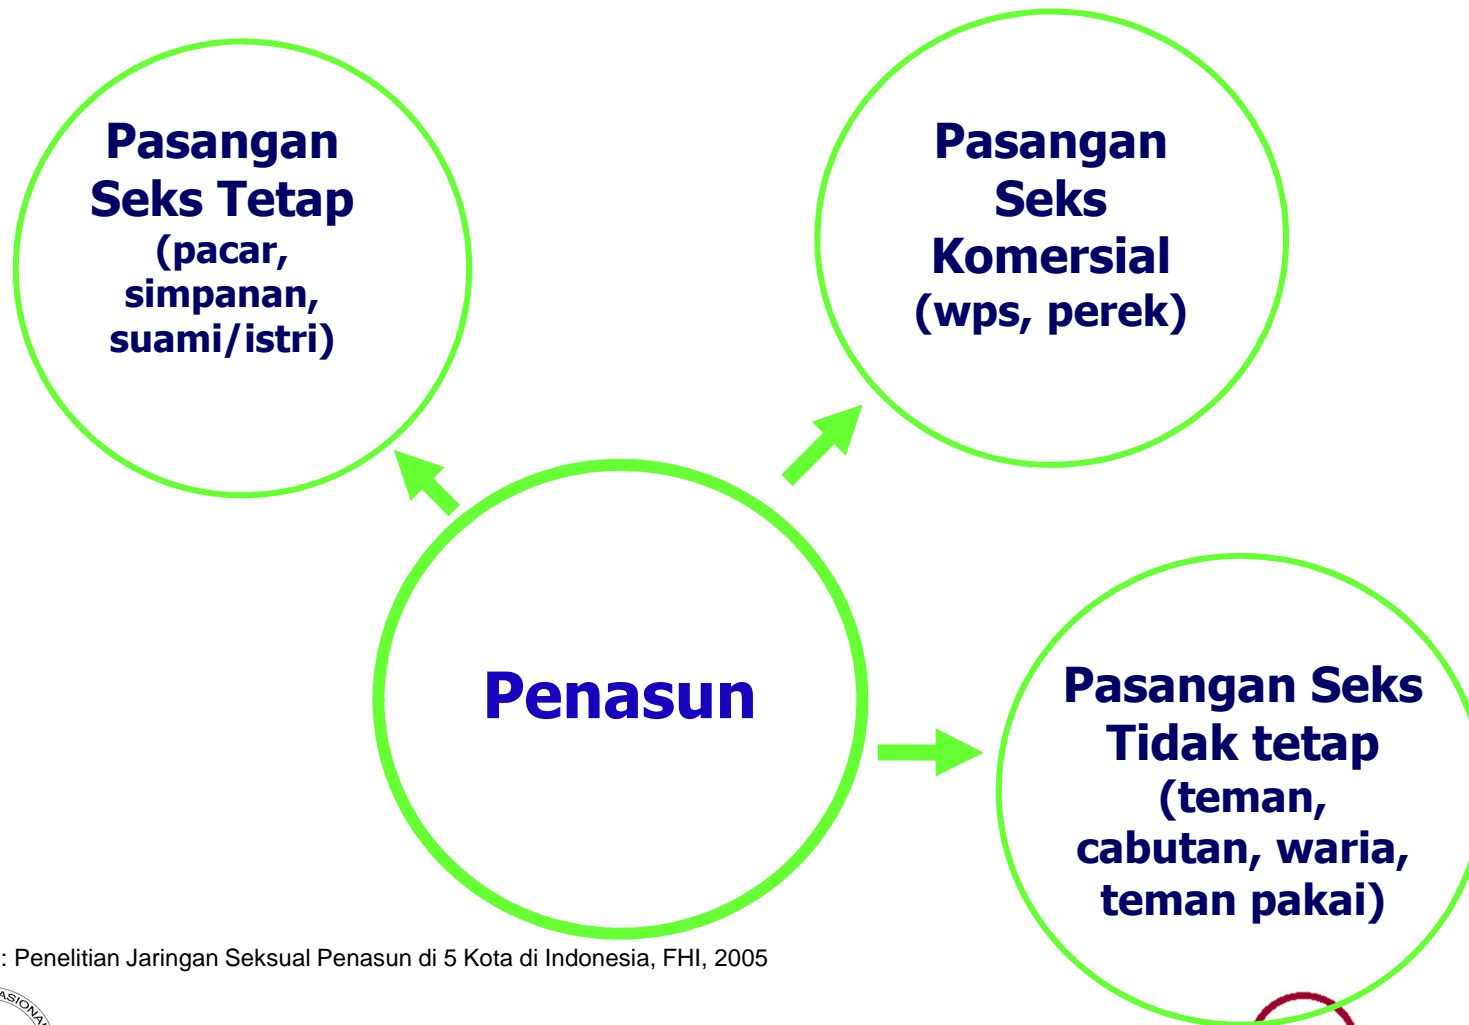 Pasangan
Seks Tetap
(pacar,
simpanan,
suami/istri)
Pasangan
Seks
Komersial
(wps, perek)
Penasun
Pasangan Seks
Tidak tetap
(teman,
cabutan, waria,
teman pakai)
: Penelitian Jaringan Seksual Penasun di 5 Kota di Indonesia, FHI, 2005